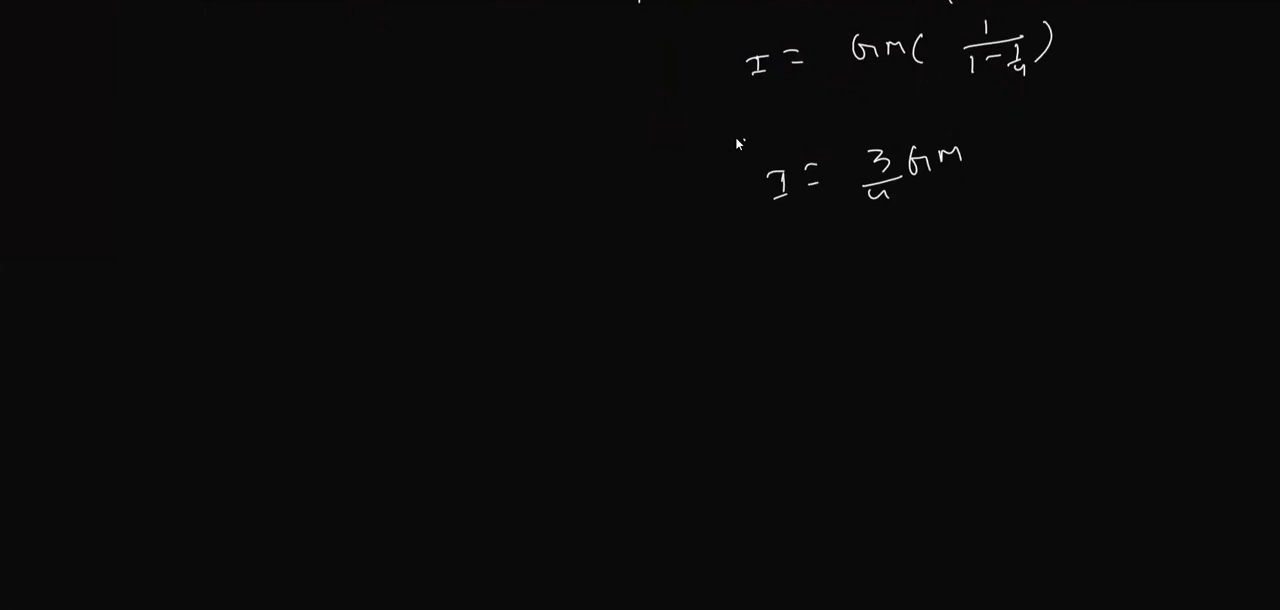 I = GM( 1/(1 - 1/4) )
I = 3/4 GM